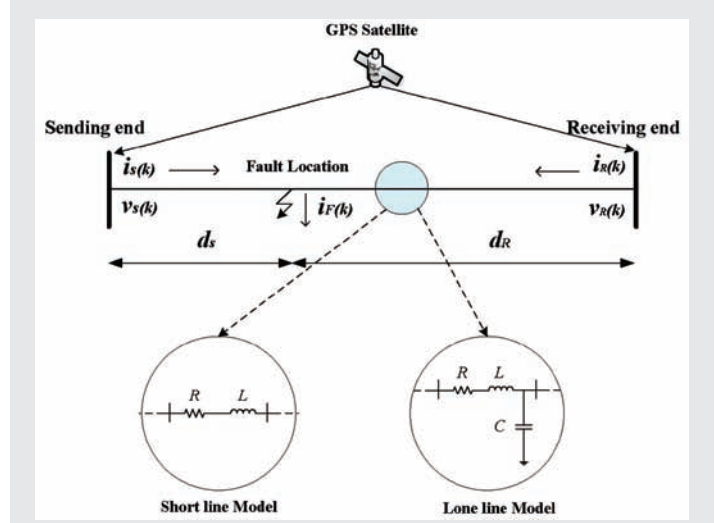 GPS Satellite
Sending end
Receiving end
iS(k)
Fault Location
iR(k)
vS(k)
iF(k)
vR(k)
ds
dR
R L
R L
C
Short line Model
Lone line Model